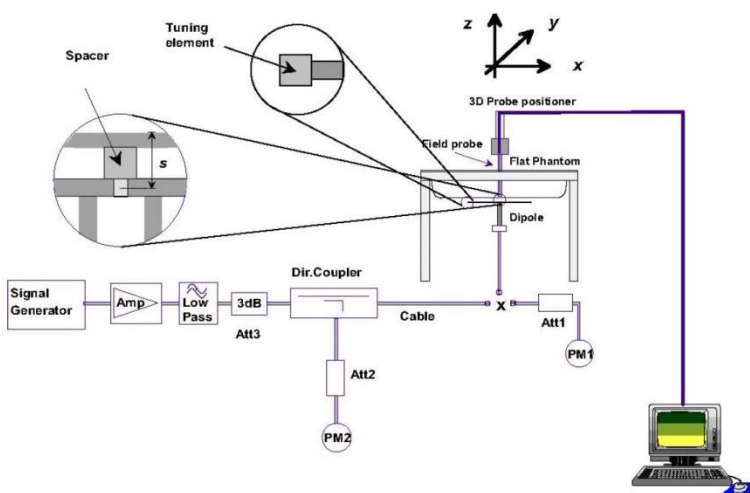 Tuning
element
z
y
x
Spacer
3D Probe positioner
Field probe
Flat Phantom
s
Dipole
Dir.Coupler
Signal
Generator
Amp
Low
Pass
3dB
Att3
Cable
x
Att1
PM1
Att2
PM2